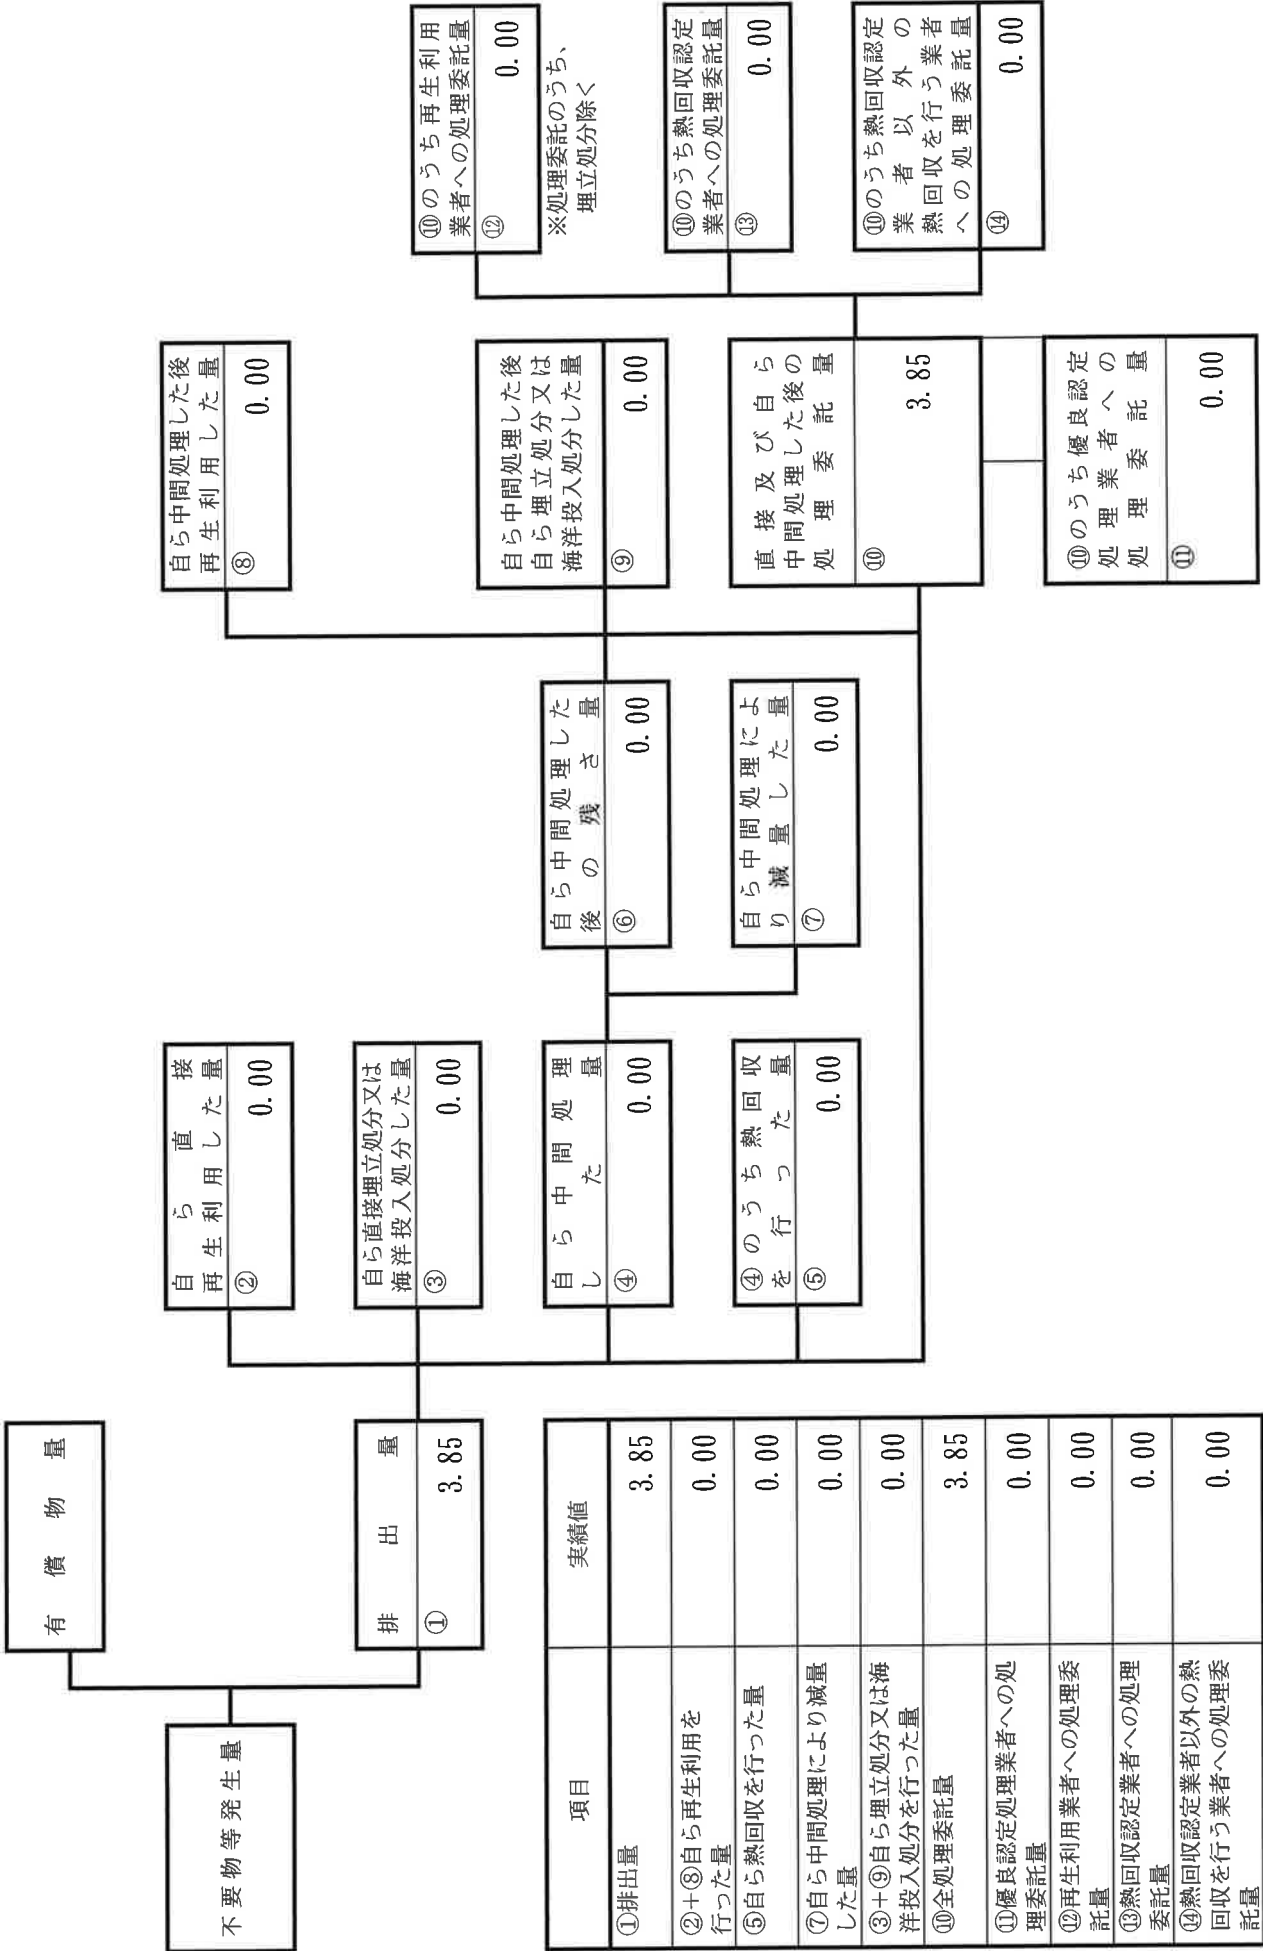 不要物等発生量
有償物量
排出量
① 3.85
自ら直接
再生利用した量
② 0.00
自ら直接埋立処分又は
海洋投入処分した量
③ 0.00
自ら中間処理
した量
④ 0.00
④のうち熱回収
を行った量
⑤ 0.00
自ら中間処理した
後の残さ量
⑥ 0.00
自ら中間処理によ
り減量した量
⑦ 0.00
自ら中間処理した後
再生利用した量
⑧ 0.00
自ら中間処理した後
自ら埋立処分又は
海洋投入処分した量
⑨ 0.00
直接及び自ら
中間処理した後の
処理委託量
⑩ 3.85
⑩のうち優良認定
処理業者への
処理委託量
⑪ 0.00
⑩のうち再生利用
業者への処理委託量
⑫ 0.00
※処理委託のうち、
埋立処分除く
⑩のうち熱回収認定
業者への処理委託量
⑬ 0.00
⑩のうち熱回収認定
業者以外の
熱回収を行う業者
への処理委託量
⑭ 0.00
項目 実績値
①排出量 3.85
②+⑧自ら再生利用を
行った量 0.00
⑤自ら熱回収を行った量 0.00
⑦自ら中間処理により減量
した量 0.00
③+⑨自ら埋立処分又は海
洋投入処分を行った量 0.00
⑩全処理委託量 3.85
⑪優良認定処理業者への処
理委託量 0.00
⑫再生利用業者への処理委
託量 0.00
⑬熱回収認定業者への処理
委託量 0.00
⑭熱回収認定業者以外の熱
回収を行う業者への処理委
託量 0.00